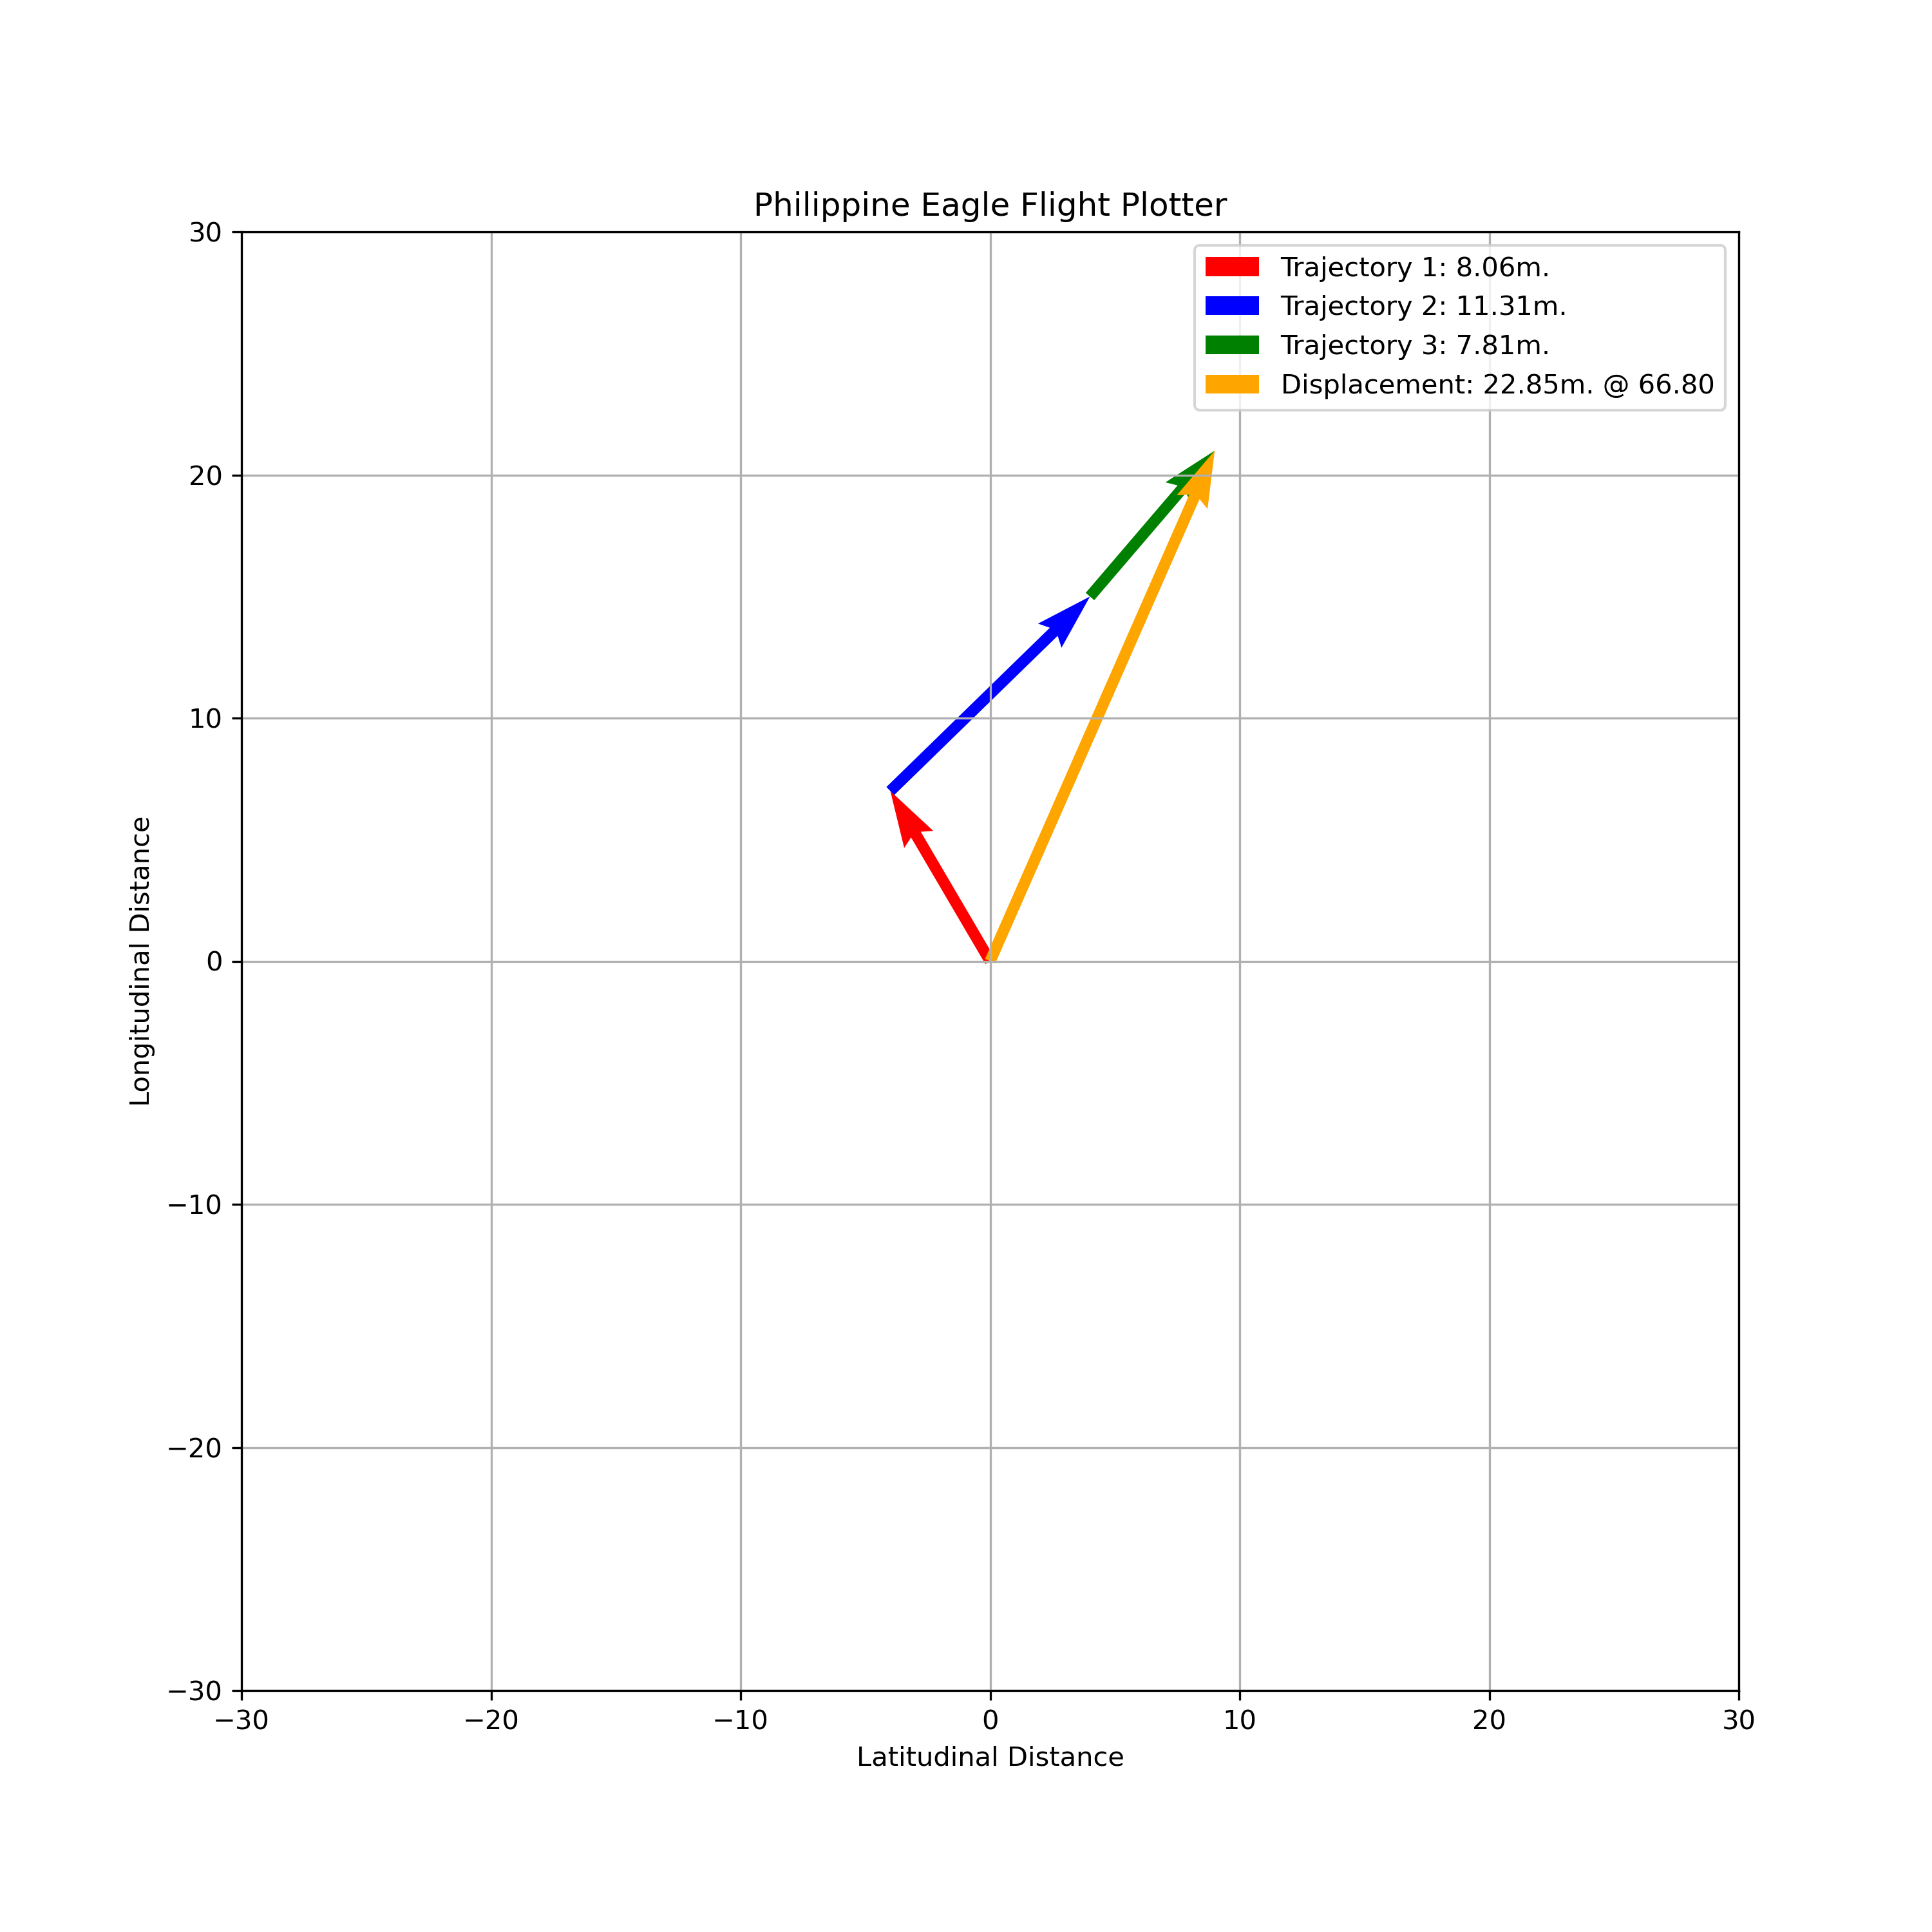 Philippine Eagle Flight Plotter
30
20
10
0
−10
−20
−30
Longitudinal Distance
Trajectory 1: 8.06m.
Trajectory 2: 11.31m.
Trajectory 3: 7.81m.
Displacement: 22.85m. @ 66.80
−30 −20 −10 0 10 20 30
Latitudinal Distance